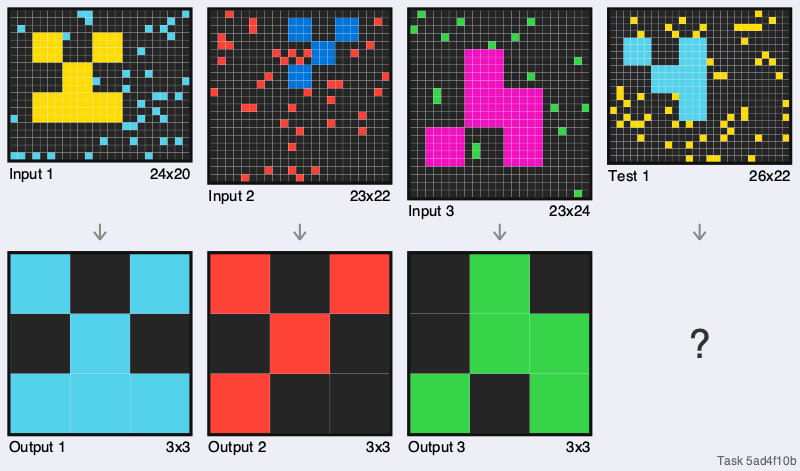 Input 1 24x20
Input 2 23x22
Input 3 23x24
Test 1 26x22
?
Output 1 3x3
Output 2 3x3
Output 3 3x3
Task 5ad4f10b